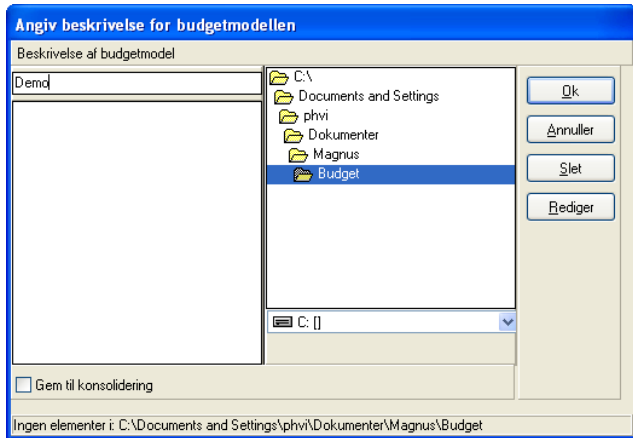 Angiv beskrivelse for budgetmodellen
Beskrivelse af budgetmodel
Demo
C:\
Documents and Settings
phvi
Dokumenter
Magnus
Budget
C: []
Ok
Annuller
Slet
Rediger
Gem til konsolidering
Ingen elementer i: C:\Documents and Settings\phvi\Dokumenter\Magnus\Budget